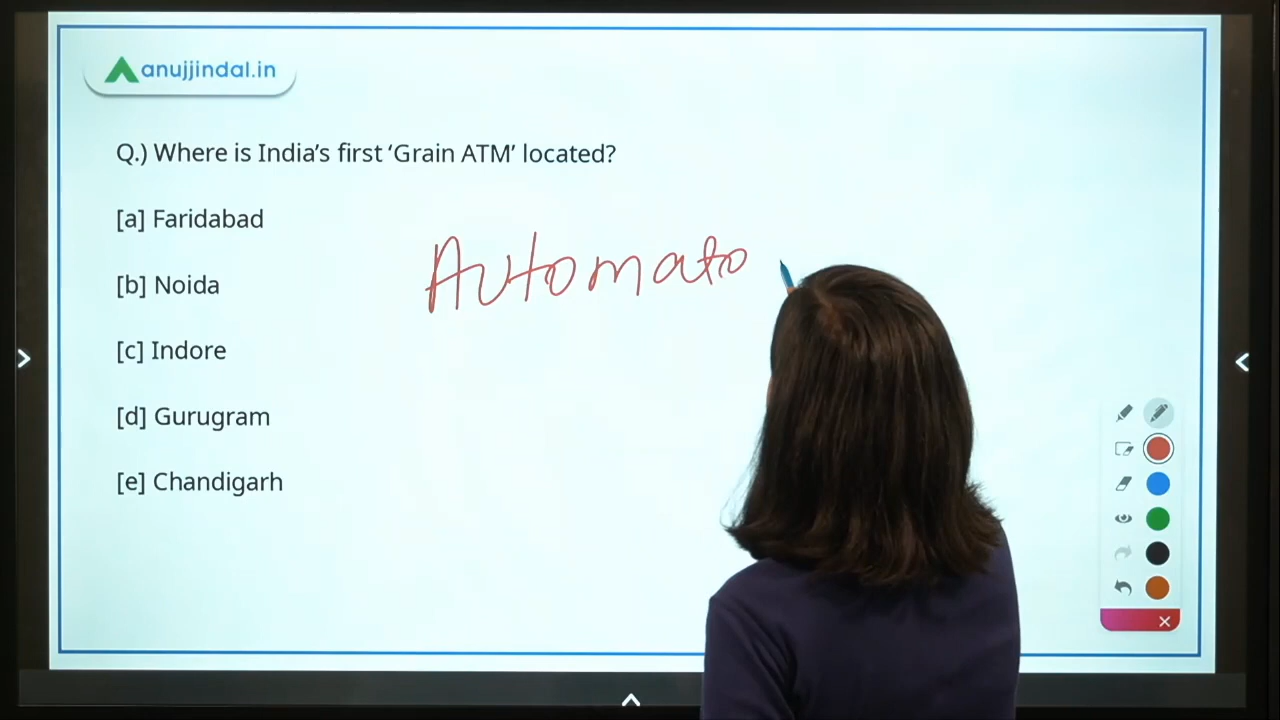 anujjindal.in
Q.) Where is India’s first ‘Grain ATM’ located?
[a] Faridabad
Automato
[b] Noida
[c] Indore
[d] Gurugram
[e] Chandigarh